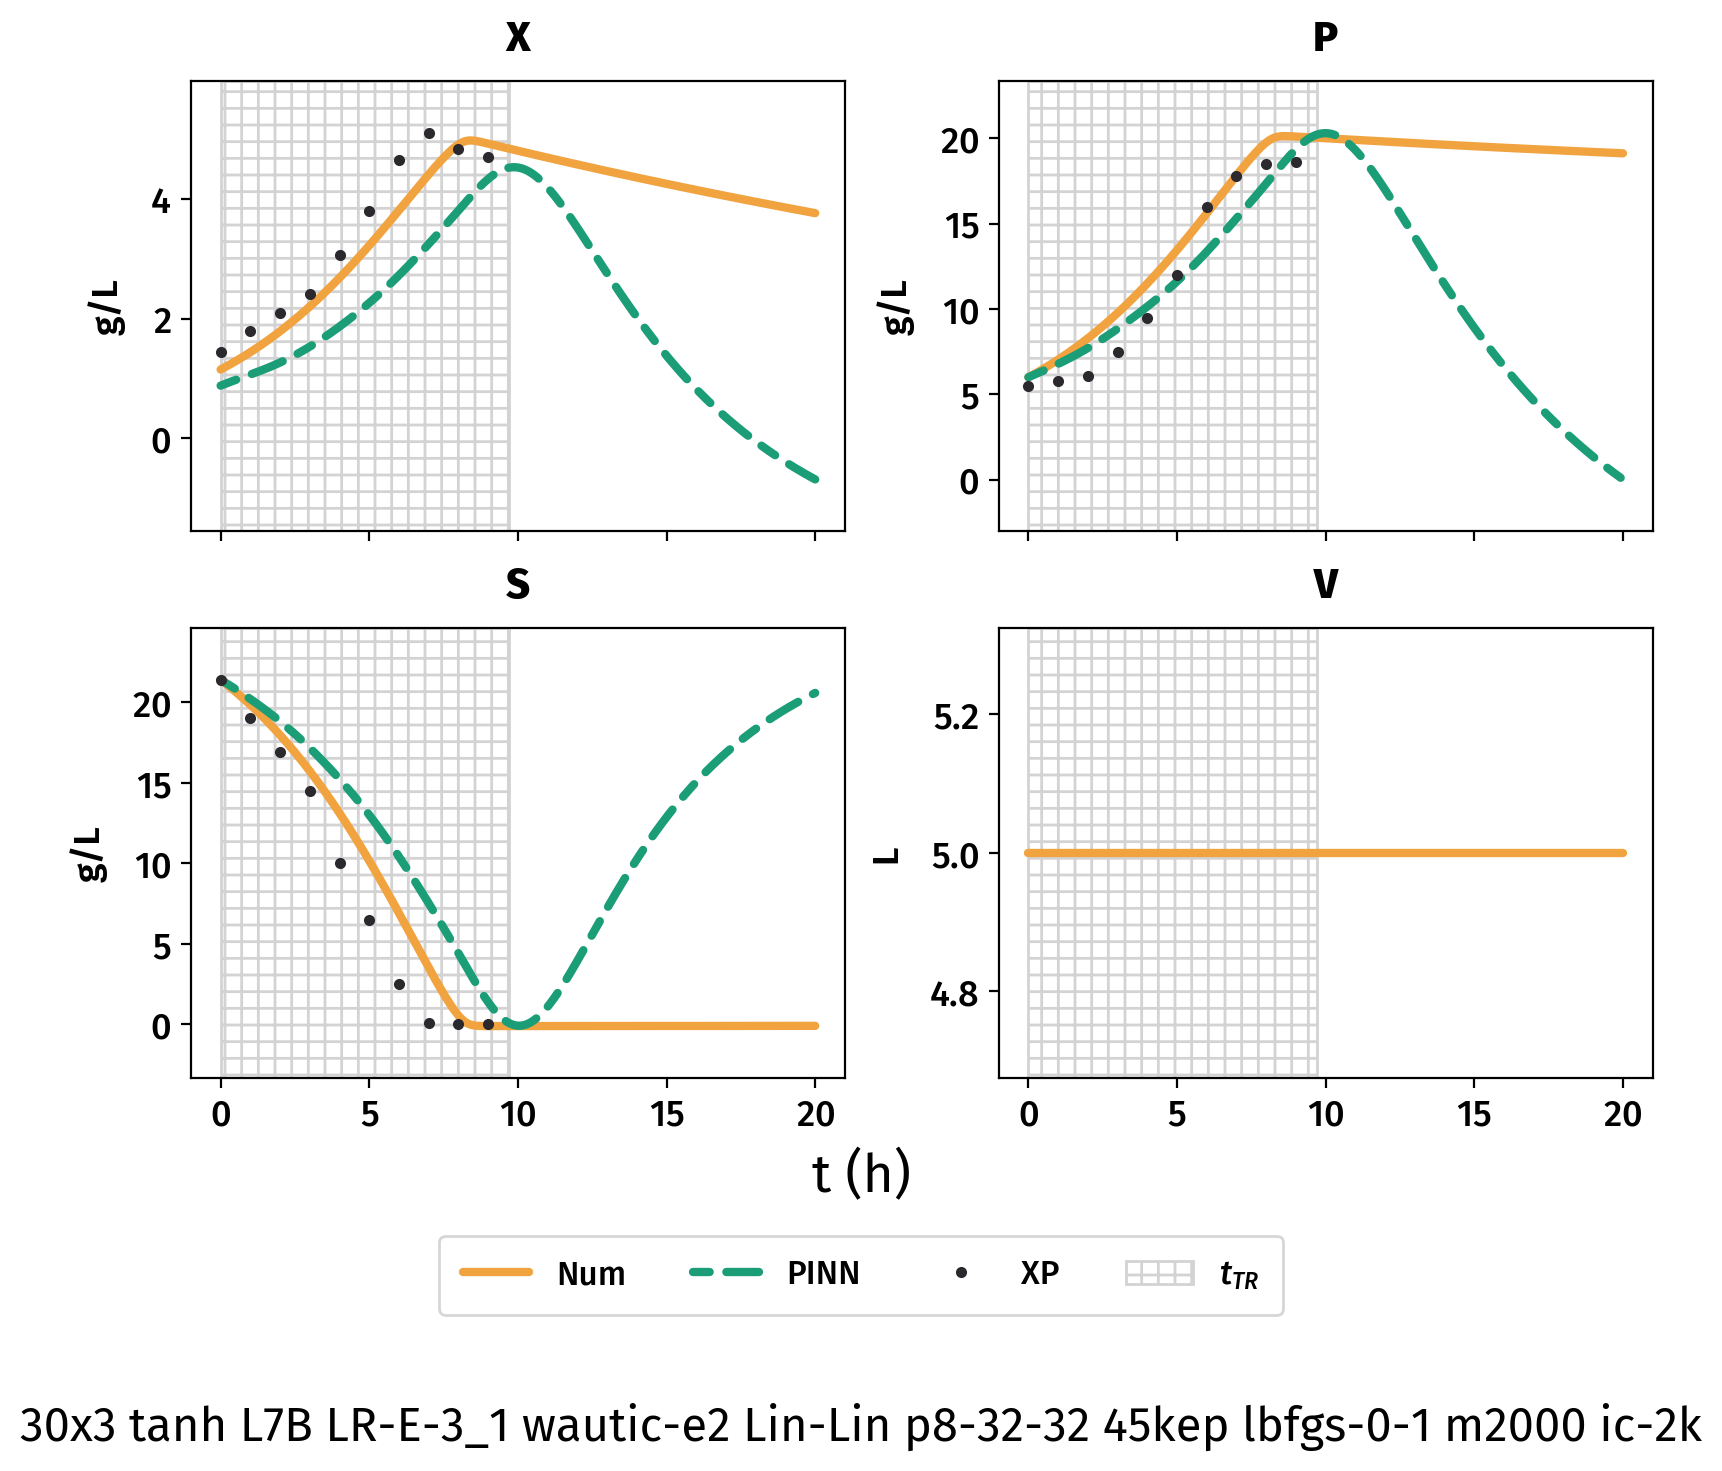 X
P
4
2
0
g/L
20
15
10
5
0
g/L
S
V
20
15
10
5
0
g/L
5.2
5.0
4.8
L
0 5 10 15 20
0 5 10 15 20
t (h)
Num PINN XP tTR
30x3 tanh L7B LR-E-3_1 wautic-e2 Lin-Lin p8-32-32 45kep lbfgs-0-1 m2000 ic-2k